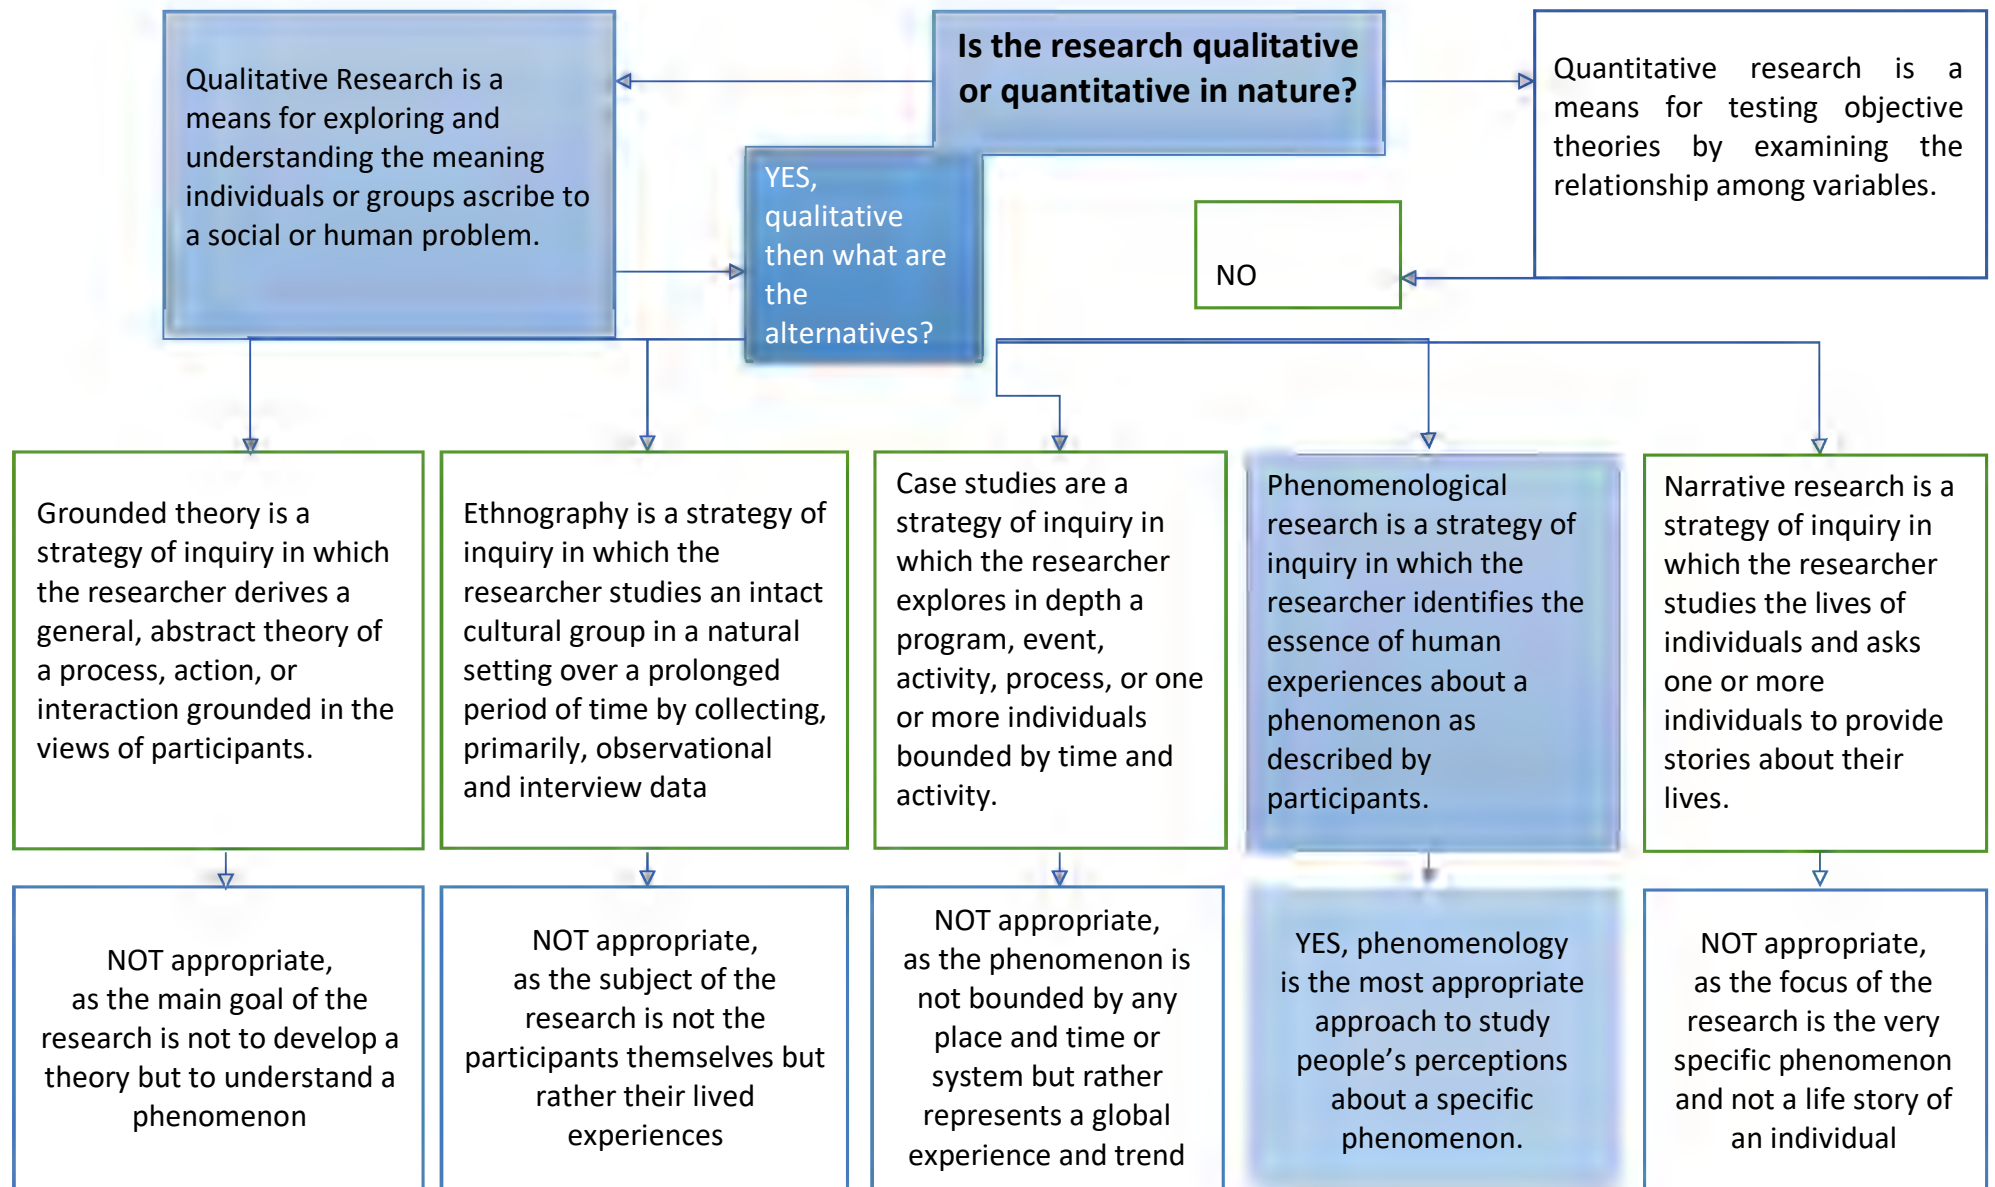 Is the research qualitative
or quantitative in nature?
Qualitative Research is a
means for exploring and
understanding the meaning
individuals or groups ascribe to
a social or human problem.
Quantitative research is a
means for testing objective
theories by examining the
relationship among variables.
YES,
qualitative
then what are
the
alternatives?
NO
Grounded theory is a
strategy of inquiry in which
the researcher derives a
general, abstract theory of
a process, action, or
interaction grounded in the
views of participants.
Ethnography is a strategy of
inquiry in which the
researcher studies an intact
cultural group in a natural
setting over a prolonged
period of time by collecting,
primarily, observational
and interview data
Case studies are a
strategy of inquiry in
which the researcher
explores in depth a
program, event,
activity, process, or one
or more individuals
bounded by time and
activity.
Phenomenological
research is a strategy of
inquiry in which the
researcher identifies the
essence of human
experiences about a
phenomenon as
described by
participants.
Narrative research is a
strategy of inquiry in
which the researcher
studies the lives of
individuals and asks
one or more
individuals to provide
stories about their
lives.
NOT appropriate,
as the main goal of the
research is not to develop a
theory but to understand a
phenomenon
NOT appropriate,
as the subject of the
research is not the
participants themselves but
rather their lived
experiences
NOT appropriate,
as the phenomenon is
not bounded by any
place and time or
system but rather
represents a global
experience and trend
YES, phenomenology
is the most appropriate
approach to study
people’s perceptions
about a specific
phenomenon.
NOT appropriate,
as the focus of the
research is the very
specific phenomenon
and not a life story of
an individual